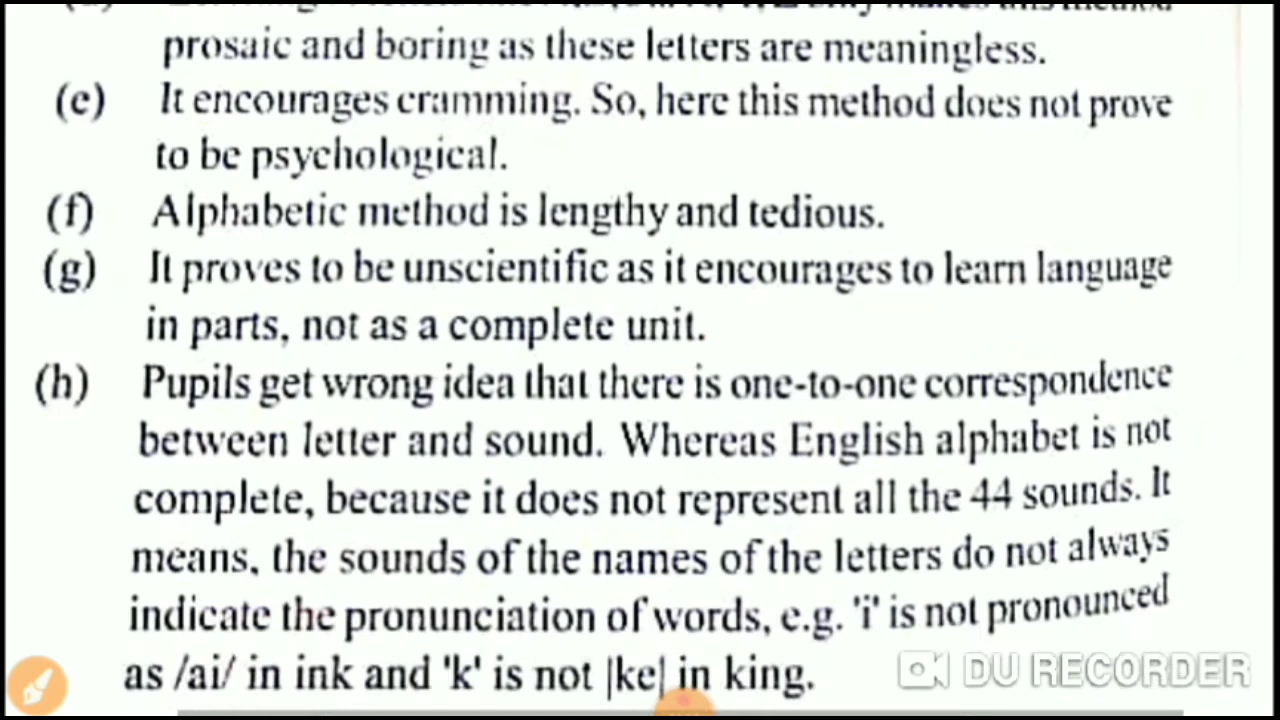 prosaic and boring as these letters are meaningless.
(e) It encourages cramming. So, here this method does not prove
to be psychological.
(f) Alphabetic method is lengthy and tedious.
(g) It proves to be unscientific as it encourages to learn language
in parts, not as a complete unit.
(h) Pupils get wrong idea that there is one-to-one correspondence
between letter and sound. Whereas English alphabet is not
complete, because it does not represent all the 44 sounds. It
means, the sounds of the names of the letters do not always
indicate the pronunciation of words, e.g. 'i' is not pronounced
as /ai/ in ink and 'k' is not |ke| in king.
DU RECORDER